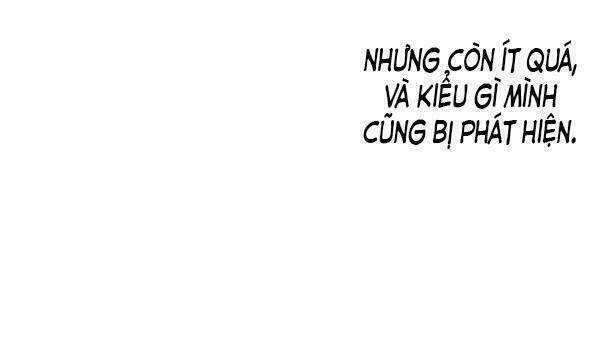 NHƯNG CÒN ÍT QUÁ,
VÀ KIỂU GÌ MÌNH
CŨNG BỊ PHÁT HIỆN.